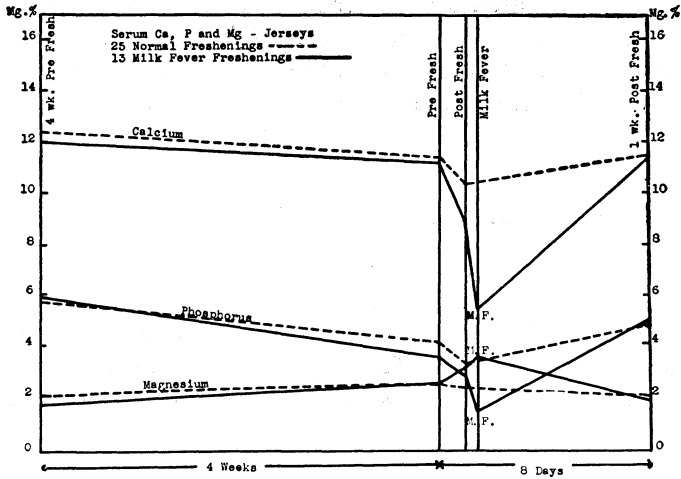 Mg.%
Mg.%
Serum Ca, P and Mg - Jerseys
25 Normal Freshenings
13 Milk Fever Freshenings
4 wk. Pre Fresh
Pre Fresh
Post Fresh
Milk Fever
1 wk. Post Fresh
16
14
12
10
8
6
4
2
0
16
14
12
10
8
6
4
2
0
Calcium
Phosphorus
Magnesium
M.F.
M.F.
M.F.
4 Weeks
8 Days